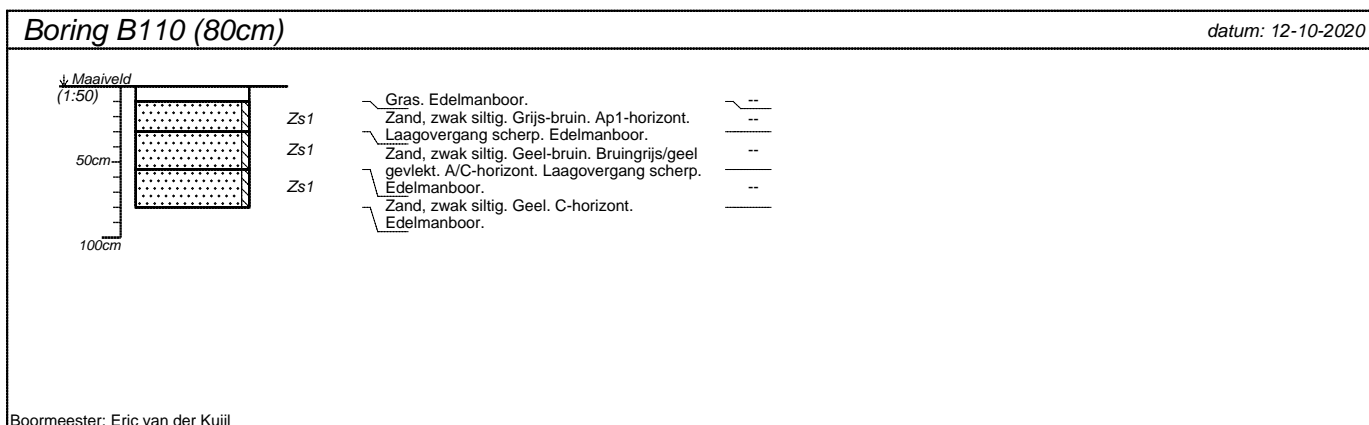 Boring B110 (80cm)
datum: 12-10-2020
Maaiveld
(1:50)
50cm
100cm
Zs1
Zs1
Zs1
Gras. Edelmanboor.
Zand, zwak siltig. Grijs-bruin. Ap1-horizont.
Laagovergang scherp. Edelmanboor.
Zand, zwak siltig. Geel-bruin. Bruingrijs/geel
gevlekt. A/C-horizont. Laagovergang scherp.
Edelmanboor.
Zand, zwak siltig. Geel. C-horizont.
Edelmanboor.
--
--
--
--
Boormeester: Eric van der Kuijl